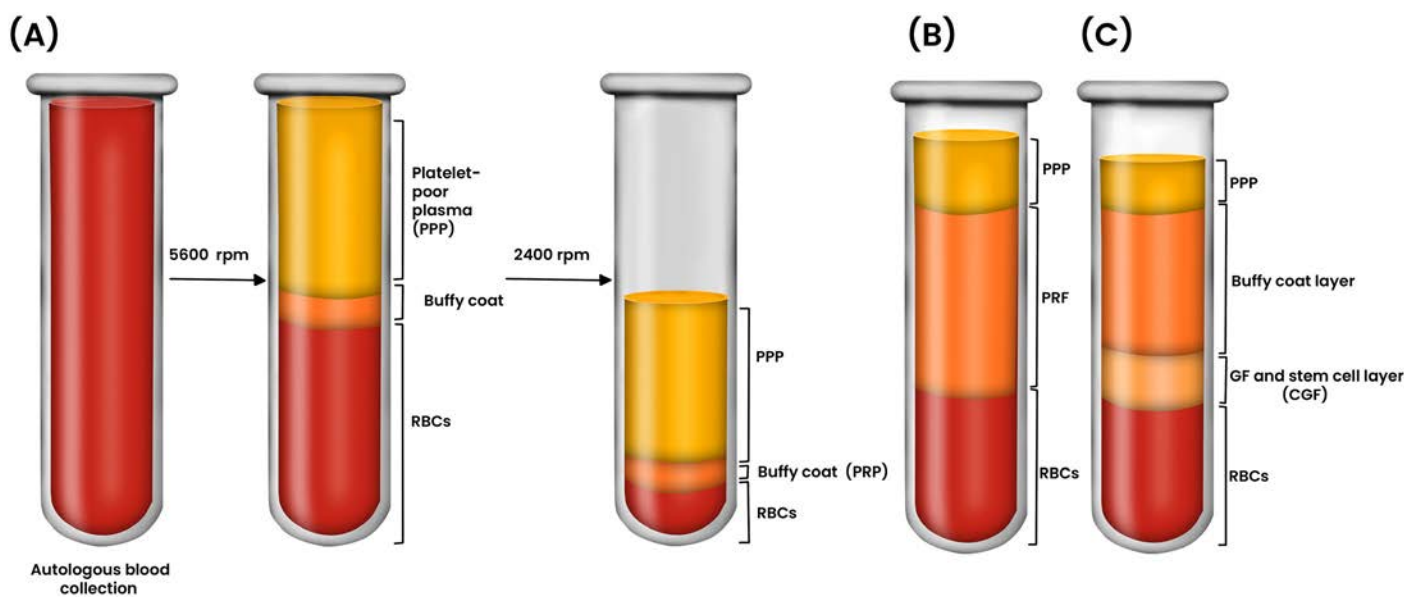 (A)
Autologous blood
collection
5600 rpm
Platelet-
poor
plasma
(PPP)
Buffy coat
RBCs
2400 rpm
PPP
Buffy coat (PRP)
RBCs
(B)
PPP
PRF
RBCs
(C)
PPP
Buffy coat layer
GF and stem cell layer
(CGF)
RBCs